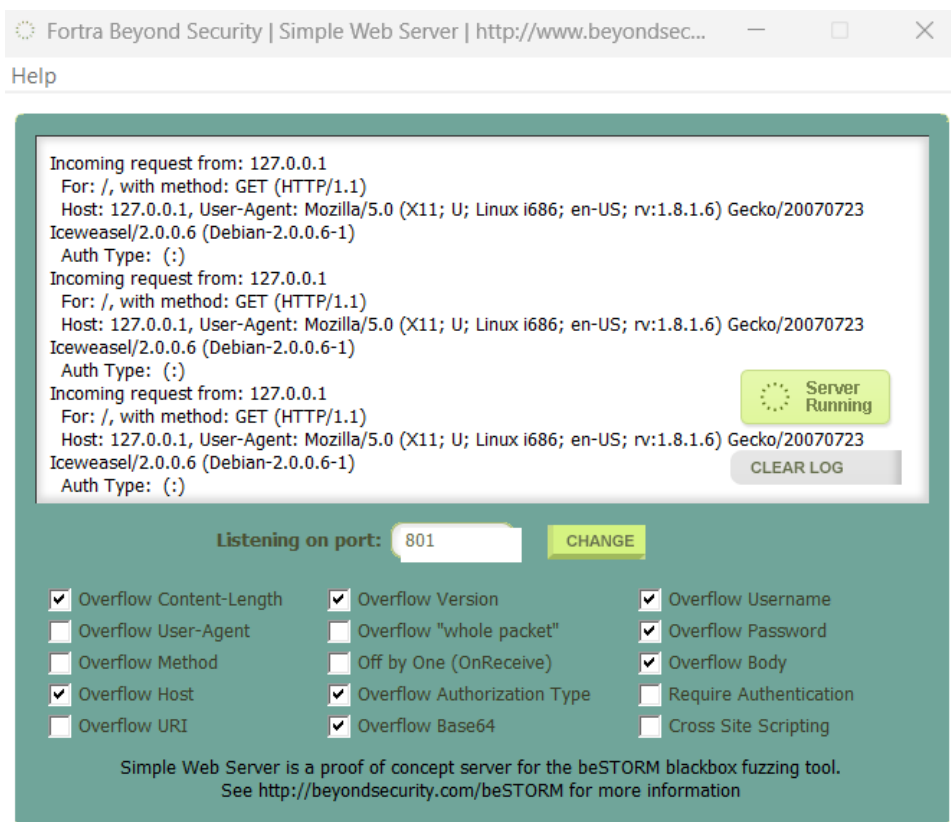 Fortra Beyond Security | Simple Web Server | http://www.beyondsec...
Help
Incoming request from: 127.0.0.1
For: /, with method: GET (HTTP/1.1)
Host: 127.0.0.1, User-Agent: Mozilla/5.0 (X11; U; Linux i686; en-US; rv:1.8.1.6) Gecko/20070723
Iceweasel/2.0.0.6 (Debian-2.0.0.6-1)
Auth Type: (:)
Incoming request from: 127.0.0.1
For: /, with method: GET (HTTP/1.1)
Host: 127.0.0.1, User-Agent: Mozilla/5.0 (X11; U; Linux i686; en-US; rv:1.8.1.6) Gecko/20070723
Iceweasel/2.0.0.6 (Debian-2.0.0.6-1)
Auth Type: (:)
Incoming request from: 127.0.0.1
For: /, with method: GET (HTTP/1.1)
Host: 127.0.0.1, User-Agent: Mozilla/5.0 (X11; U; Linux i686; en-US; rv:1.8.1.6) Gecko/20070723
Iceweasel/2.0.0.6 (Debian-2.0.0.6-1)
Auth Type: (:)
Server
Running
CLEAR LOG
Listening on port: 801 CHANGE
Overflow Content-Length Overflow Version Overflow Username
Overflow User-Agent Overflow "whole packet" Overflow Password
Overflow Method Off by One (OnReceive) Overflow Body
Overflow Host Overflow Authorization Type Require Authentication
Overflow URI Overflow Base64 Cross Site Scripting
Simple Web Server is a proof of concept server for the beSTORM blackbox fuzzing tool.
See http://beyondsecurity.com/beSTORM for more information